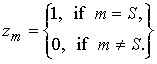 z_m = { 1, if m = S,
0, if m ≠ S.